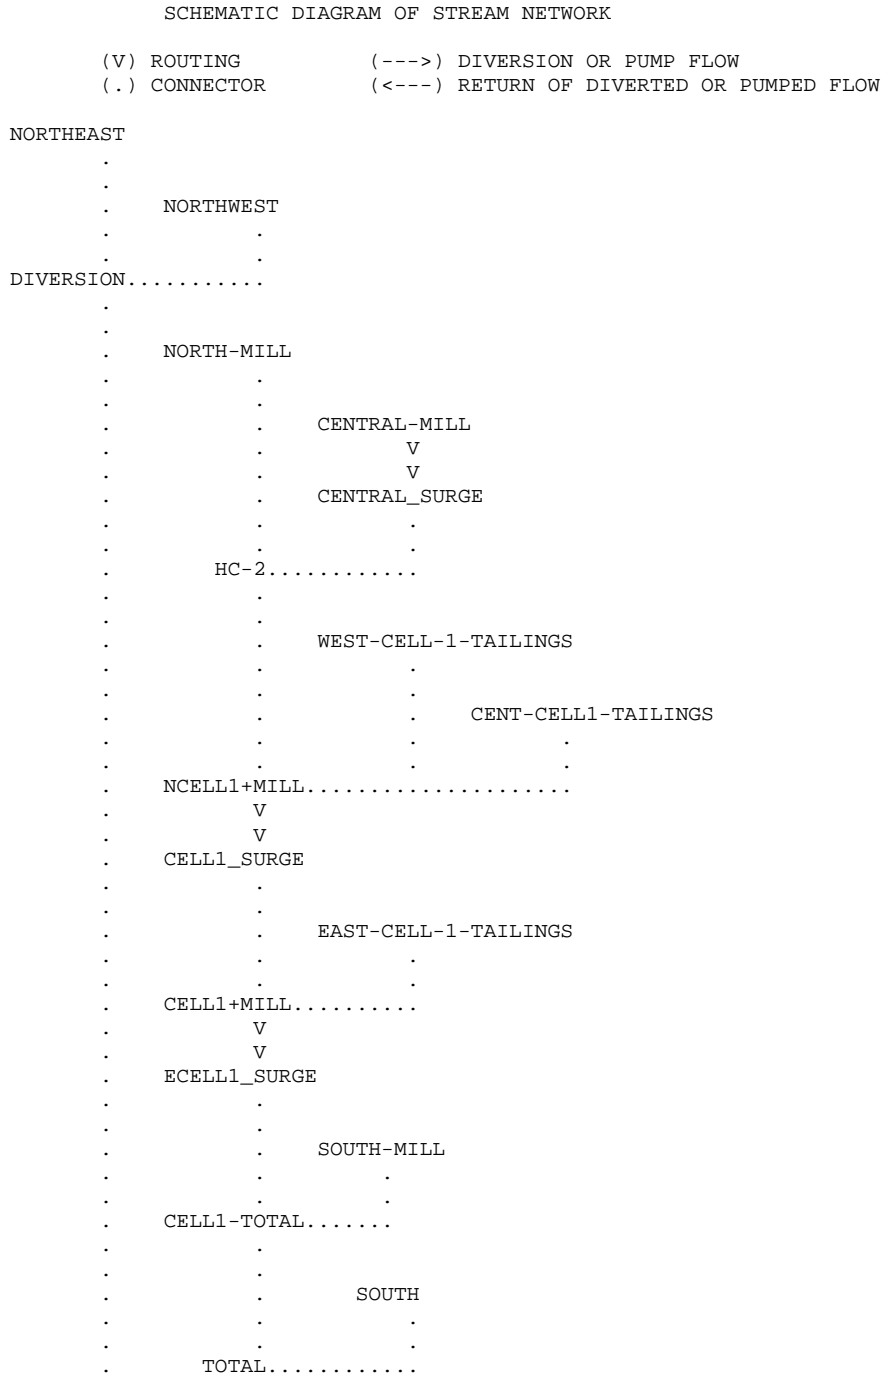 SCHEMATIC DIAGRAM OF STREAM NETWORK
(V) ROUTING (--->) DIVERSION OR PUMP FLOW
(.) CONNECTOR (<---) RETURN OF DIVERTED OR PUMPED FLOW
NORTHEAST
.
.
. NORTHWEST
. .
. .
DIVERSION...........
.
.
. NORTH-MILL
. .
. .
. . CENTRAL-MILL
. . V
. . V
. . CENTRAL_SURGE
. . .
. . .
. HC-2............
. .
. .
. . WEST-CELL-1-TAILINGS
. . .
. . .
. . . CENT-CELL1-TAILINGS
. . . .
. . . .
. NCELL1+MILL.....................
. V
. V
. CELL1_SURGE
. .
. .
. . EAST-CELL-1-TAILINGS
. . .
. . .
. CELL1+MILL..........
. V
. V
. ECELL1_SURGE
. .
. .
. . SOUTH-MILL
. . .
. . .
. CELL1-TOTAL.......
. .
. .
. . SOUTH
. . .
. . .
. TOTAL............